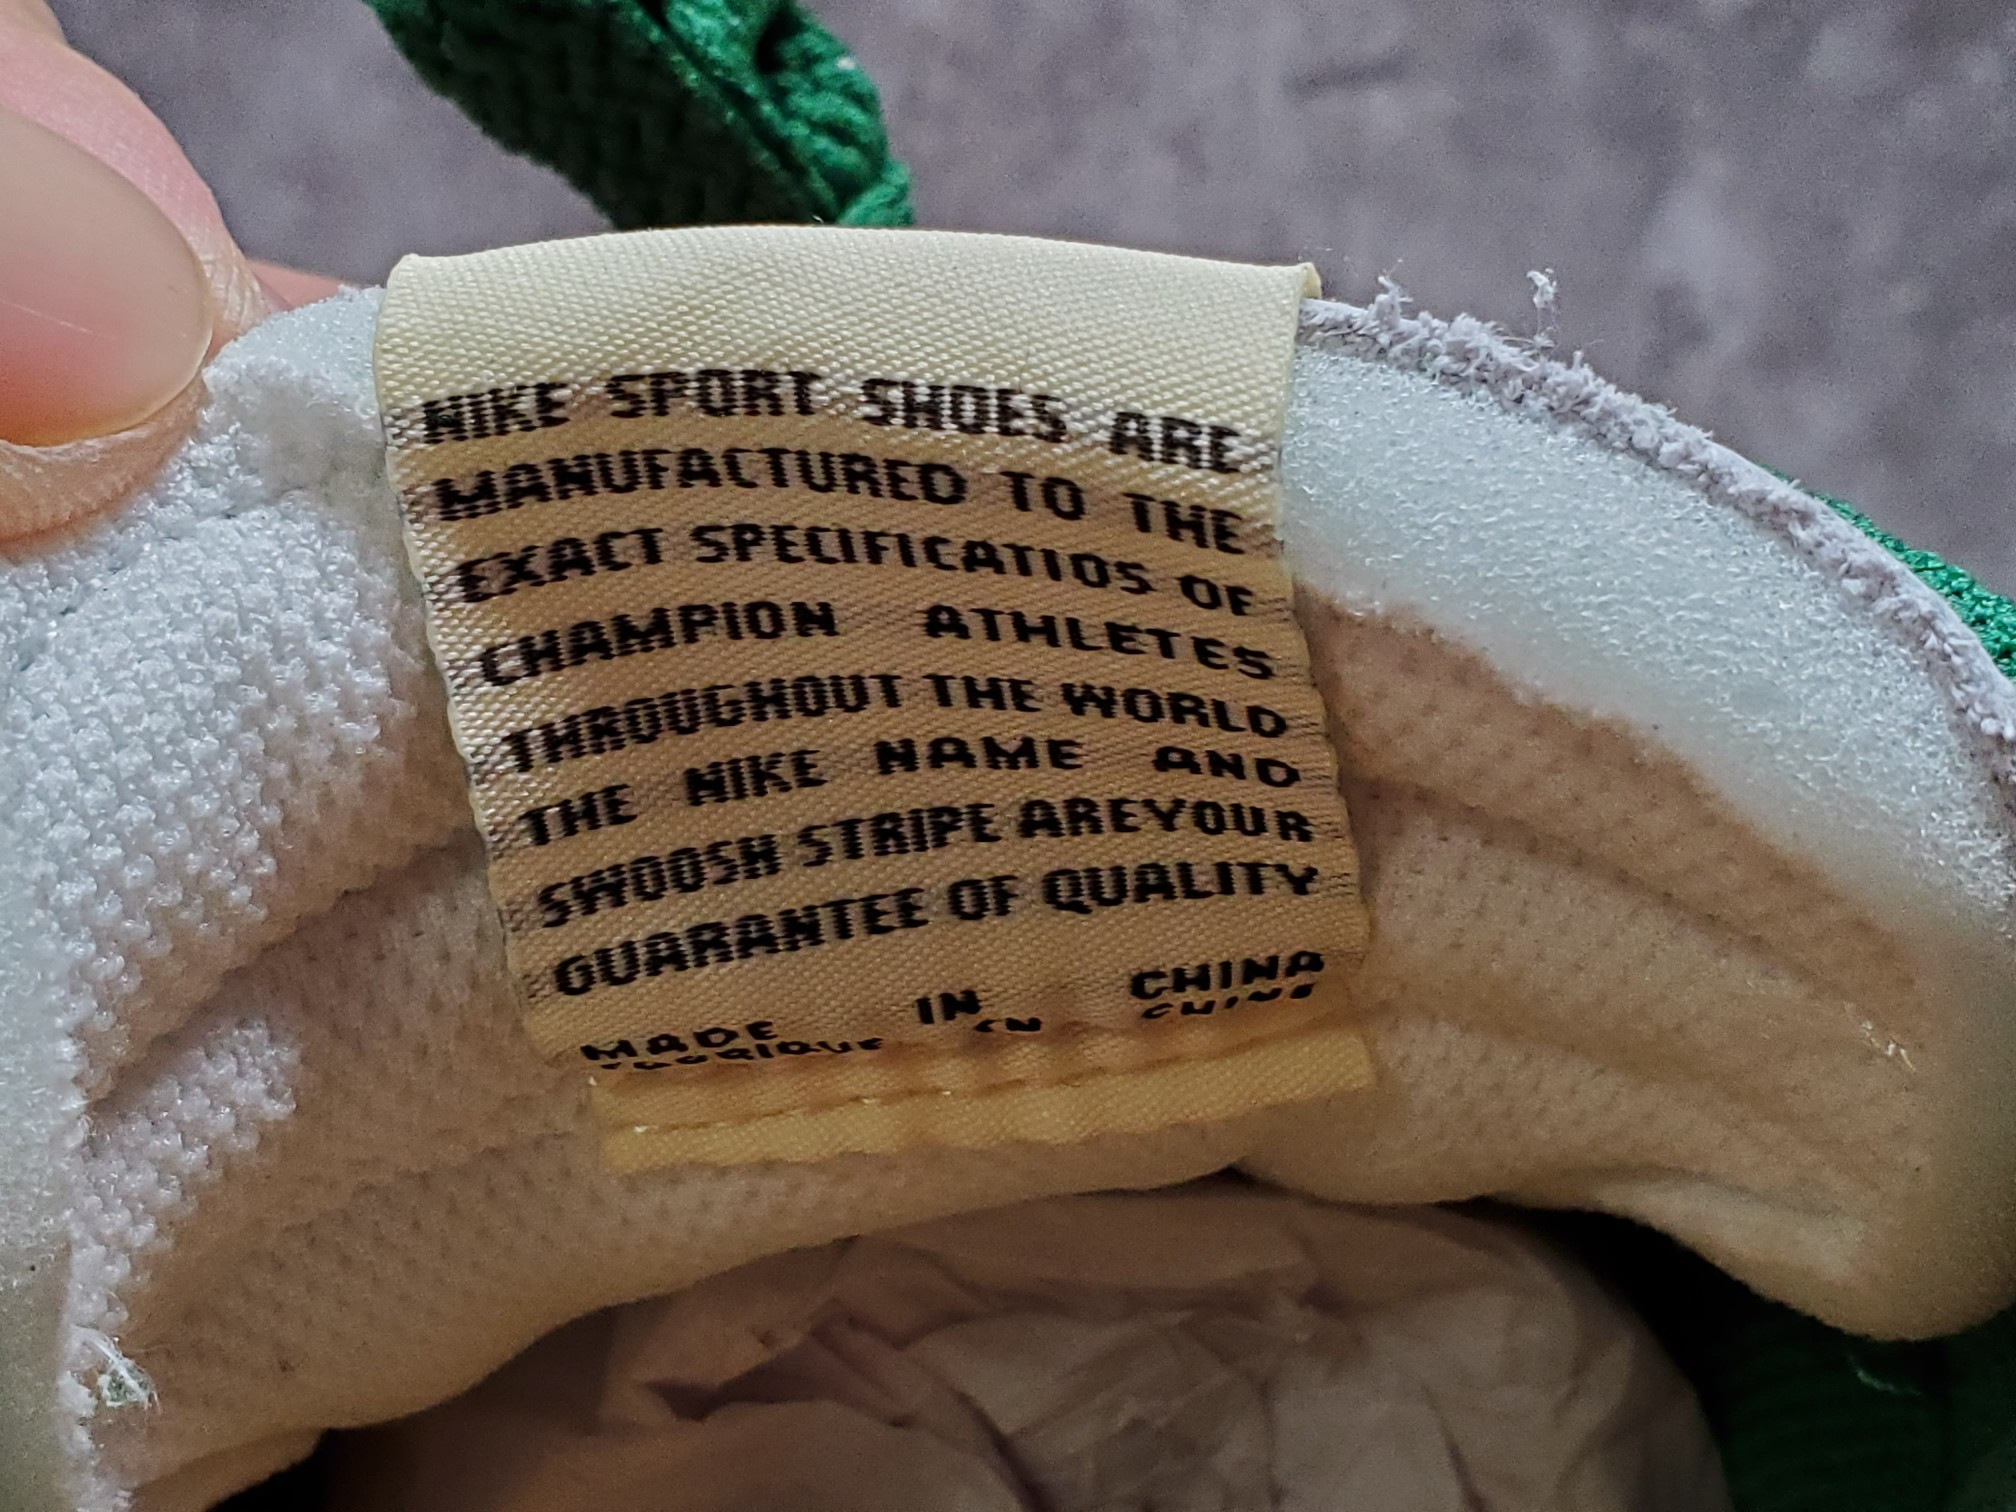 NIKE SPORT SHOES ARE
MANUFACTURED TO THE
EXACT SPECIFICATIOS OF
CHAMPION ATHLETES
THROUGHOUT THE WORLD
THE NIKE NAME AND
SWOOSH STRIPE AREYOUR
GUARANTEE OF QUALITY
MADE IN CHINA